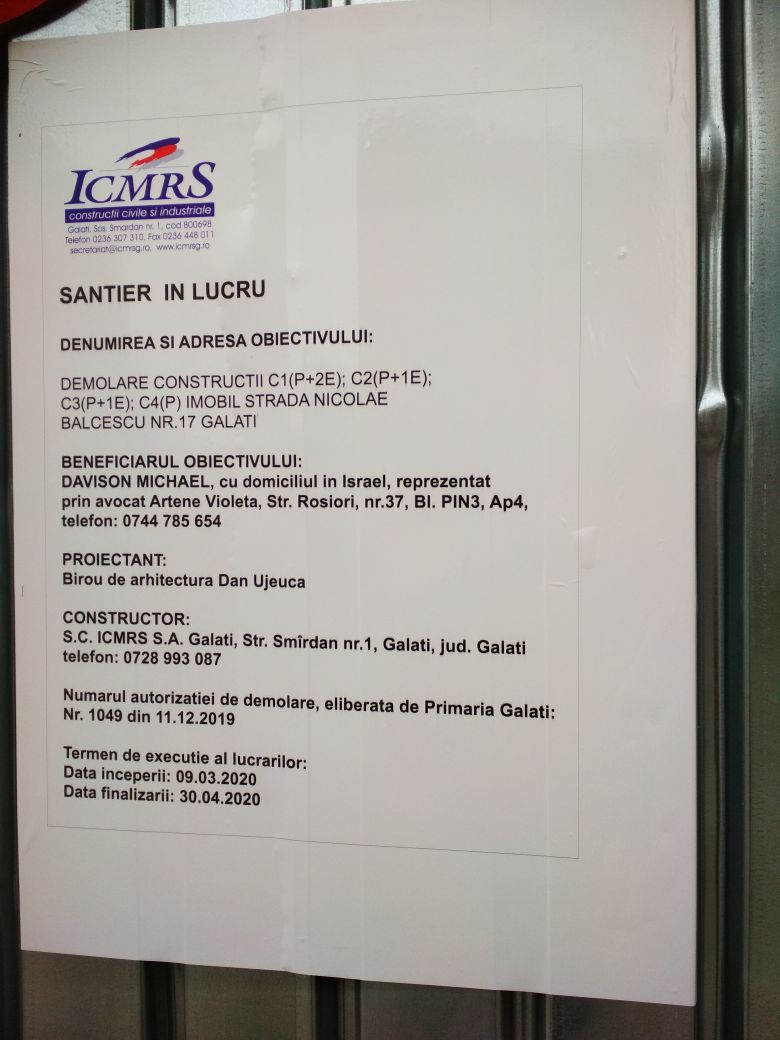 ICMRS
constructii civile si industriale
Galati, Sos. Smardan nr. 1, cod 800698
Telefon 0236 307 310, Fax 0236 448 011
secretariat@icmrsg.ro, www.icmrsg.ro
SANTIER IN LUCRU
DENUMIREA SI ADRESA OBIECTIVULUI:
DEMOLARE CONSTRUCTII C1(P+2E); C2(P+1E);
C3(P+1E); C4(P) IMOBIL STRADA NICOLAE
BALCESCU NR.17 GALATI
BENEFICIARUL OBIECTIVULUI:
DAVISON MICHAEL, cu domiciliul in Israel, reprezentat
prin avocat Artene Violeta, Str. Rosiori, nr.37, Bl. PIN3, Ap4,
telefon: 0744 785 654
PROIECTANT:
Birou de arhitectura Dan Ujeuca
CONSTRUCTOR:
S.C. ICMRS S.A. Galati, Str. Smîrdan nr.1, Galati, jud. Galati
telefon: 0728 993 087
Numarul autorizatiei de demolare, eliberata de Primaria Galati:
Nr. 1049 din 11.12.2019
Termen de executie al lucrarilor:
Data inceperii: 09.03.2020
Data finalizarii: 30.04.2020